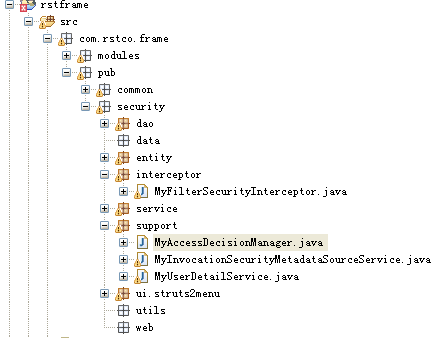 rstframe
src
com.rstco.frame
modules
pub
common
security
dao
data
entity
interceptor
MyFilterSecurityInterceptor.java
service
support
MyAccessDecisionManager.java
MyInvocationSecurityMetadataSourceService.java
MyUserDetailService.java
ui.struts2menu
utils
web